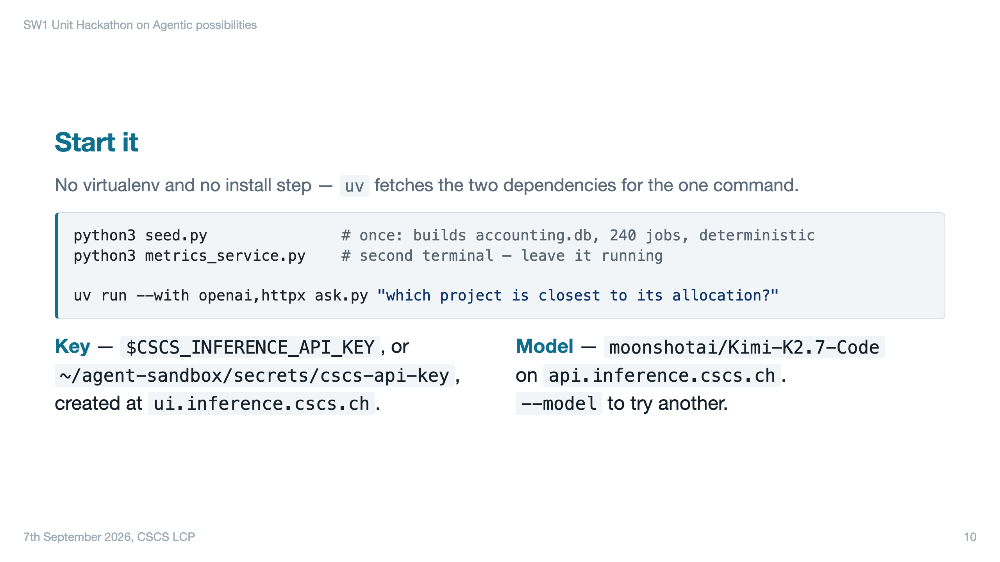 SW1 Unit Hackathon on Agentic possibilities
Start it
No virtualenv and no install step — uv fetches the two dependencies for the one command.
python3 seed.py               # once: builds accounting.db, 240 jobs, deterministic
python3 metrics_service.py    # second terminal — leave it running
uv run --with openai,httpx ask.py "which project is closest to its allocation?"
Key — $CSCS_INFERENCE_API_KEY, or
~/agent-sandbox/secrets/cscs-api-key,
created at ui.inference.cscs.ch.
Model — moonshotai/Kimi-K2.7-Code
on api.inference.cscs.ch.
--model to try another.
7th September 2026, CSCS LCP
10